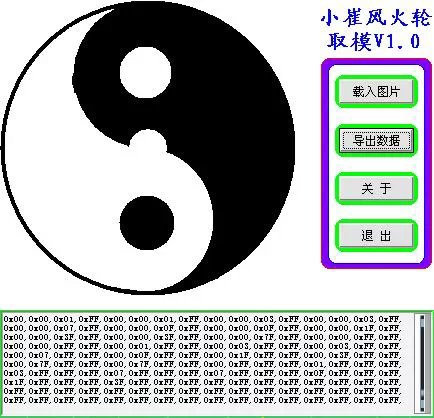 小崔风火轮
取模V1.0
载入图片
导出数据
关 于
退 出
0x00,0x00,0x01,0xFF,0x00,0x00,0x01,0xFF,0x00,0x00,0x03,0xFF,0x00,0x00,0x03,0xFF,
0x00,0x00,0x07,0xFF,0x00,0x00,0x0F,0xFF,0x00,0x00,0x0F,0xFF,0x00,0x00,0x1F,0xFF,
0x00,0x00,0x3F,0xFF,0x00,0x00,0x3F,0xFF,0x00,0x00,0x7F,0xFF,0x00,0x00,0xFF,0xFF,
0x00,0x00,0xFF,0xFF,0x00,0x01,0xFF,0xFF,0x00,0x03,0xFF,0xFF,0x00,0x03,0xFF,0xFF,
0x00,0x07,0xFF,0xFF,0x00,0x0F,0xFF,0xFF,0x00,0x1F,0xFF,0xFF,0x00,0x3F,0xFF,0xFF,
0x00,0x7F,0xFF,0xFF,0x00,0xFF,0xFF,0xFF,0x00,0xFF,0xFF,0xFF,0x01,0xFF,0xFF,0xFF,
0x03,0xFF,0xFF,0xFF,0x07,0xFF,0xFF,0xFF,0x07,0xFF,0xFF,0xFF,0x0F,0xFF,0xFF,0xFF,
0x1F,0xFF,0xFF,0xFF,0x3F,0xFF,0xFF,0xFF,0xFF,0xFF,0xFF,0xFF,0xFF,0xFF,0xFF,0xFF,
0xFF,0xFF,0xFF,0xFF,0xFF,0xFF,0xFF,0xFF,0xFF,0xFF,0xFF,0xFF,0xFF,0xFF,0xFF,0xFF,
0xFF,0xFF,0xFF,0xFF,0xFF,0xFF,0xFF,0xFF,0xFF,0xFF,0xFF,0xFF,0xFF,0xFF,0xFF,0xFF,